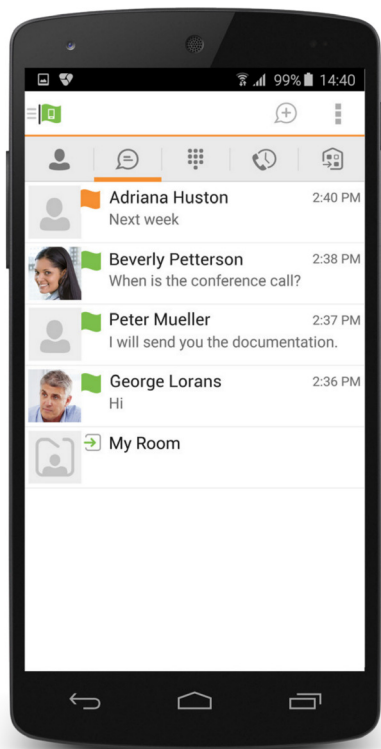 99% 14:40
Adriana Huston 2:40 PM
Next week
Beverly Petterson 2:38 PM
When is the conference call?
Peter Mueller 2:37 PM
I will send you the documentation.
George Lorans 2:36 PM
Hi
My Room